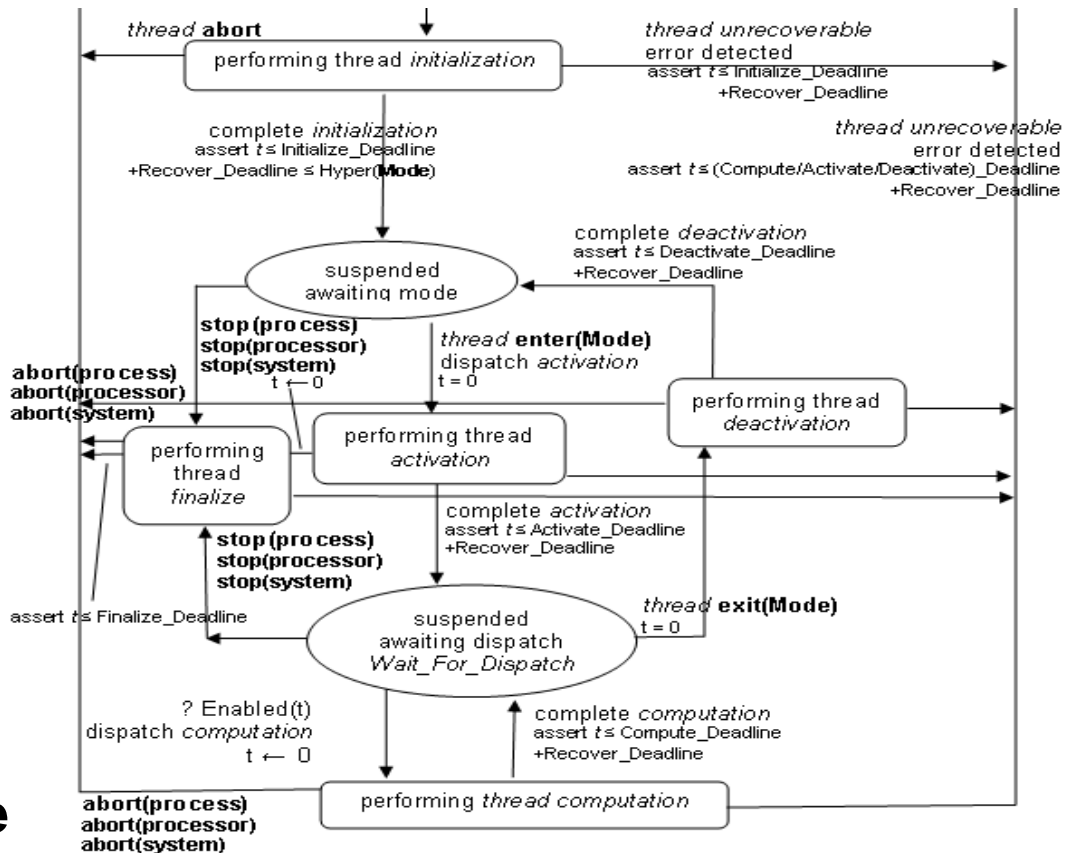 thread abort
performing thread initialization
thread unrecoverable
error detected
assert t ≤ Initialize_Deadline
+Recover_Deadline
complete initialization
assert t ≤ Initialize_Deadline
+Recover_Deadline ≤ Hyper(Mode)
thread unrecoverable
error detected
assert t ≤ (Compute/Activate/Deactivate)_Deadline
+Recover_Deadline
complete deactivation
assert t ≤ Deactivate_Deadline
+Recover_Deadline
suspended
awaiting mode
stop(process)
stop(processor)
stop(system)
t ← 0
thread enter(Mode)
dispatch activation
t = 0
abort(process)
abort(processor)
abort(system)
performing thread
deactivation
performing
thread
finalize
performing thread
activation
complete activation
assert t ≤ Activate_Deadline
+Recover_Deadline
stop(process)
stop(processor)
stop(system)
assert t ≤ Finalize_Deadline
suspended
awaiting dispatch
Wait_For_Dispatch
thread exit(Mode)
t = 0
? Enabled(t)
dispatch computation
t ← 0
complete computation
assert t ≤ Compute_Deadline
+Recover_Deadline
performing thread computation
abort(process)
abort(processor)
abort(system)
e